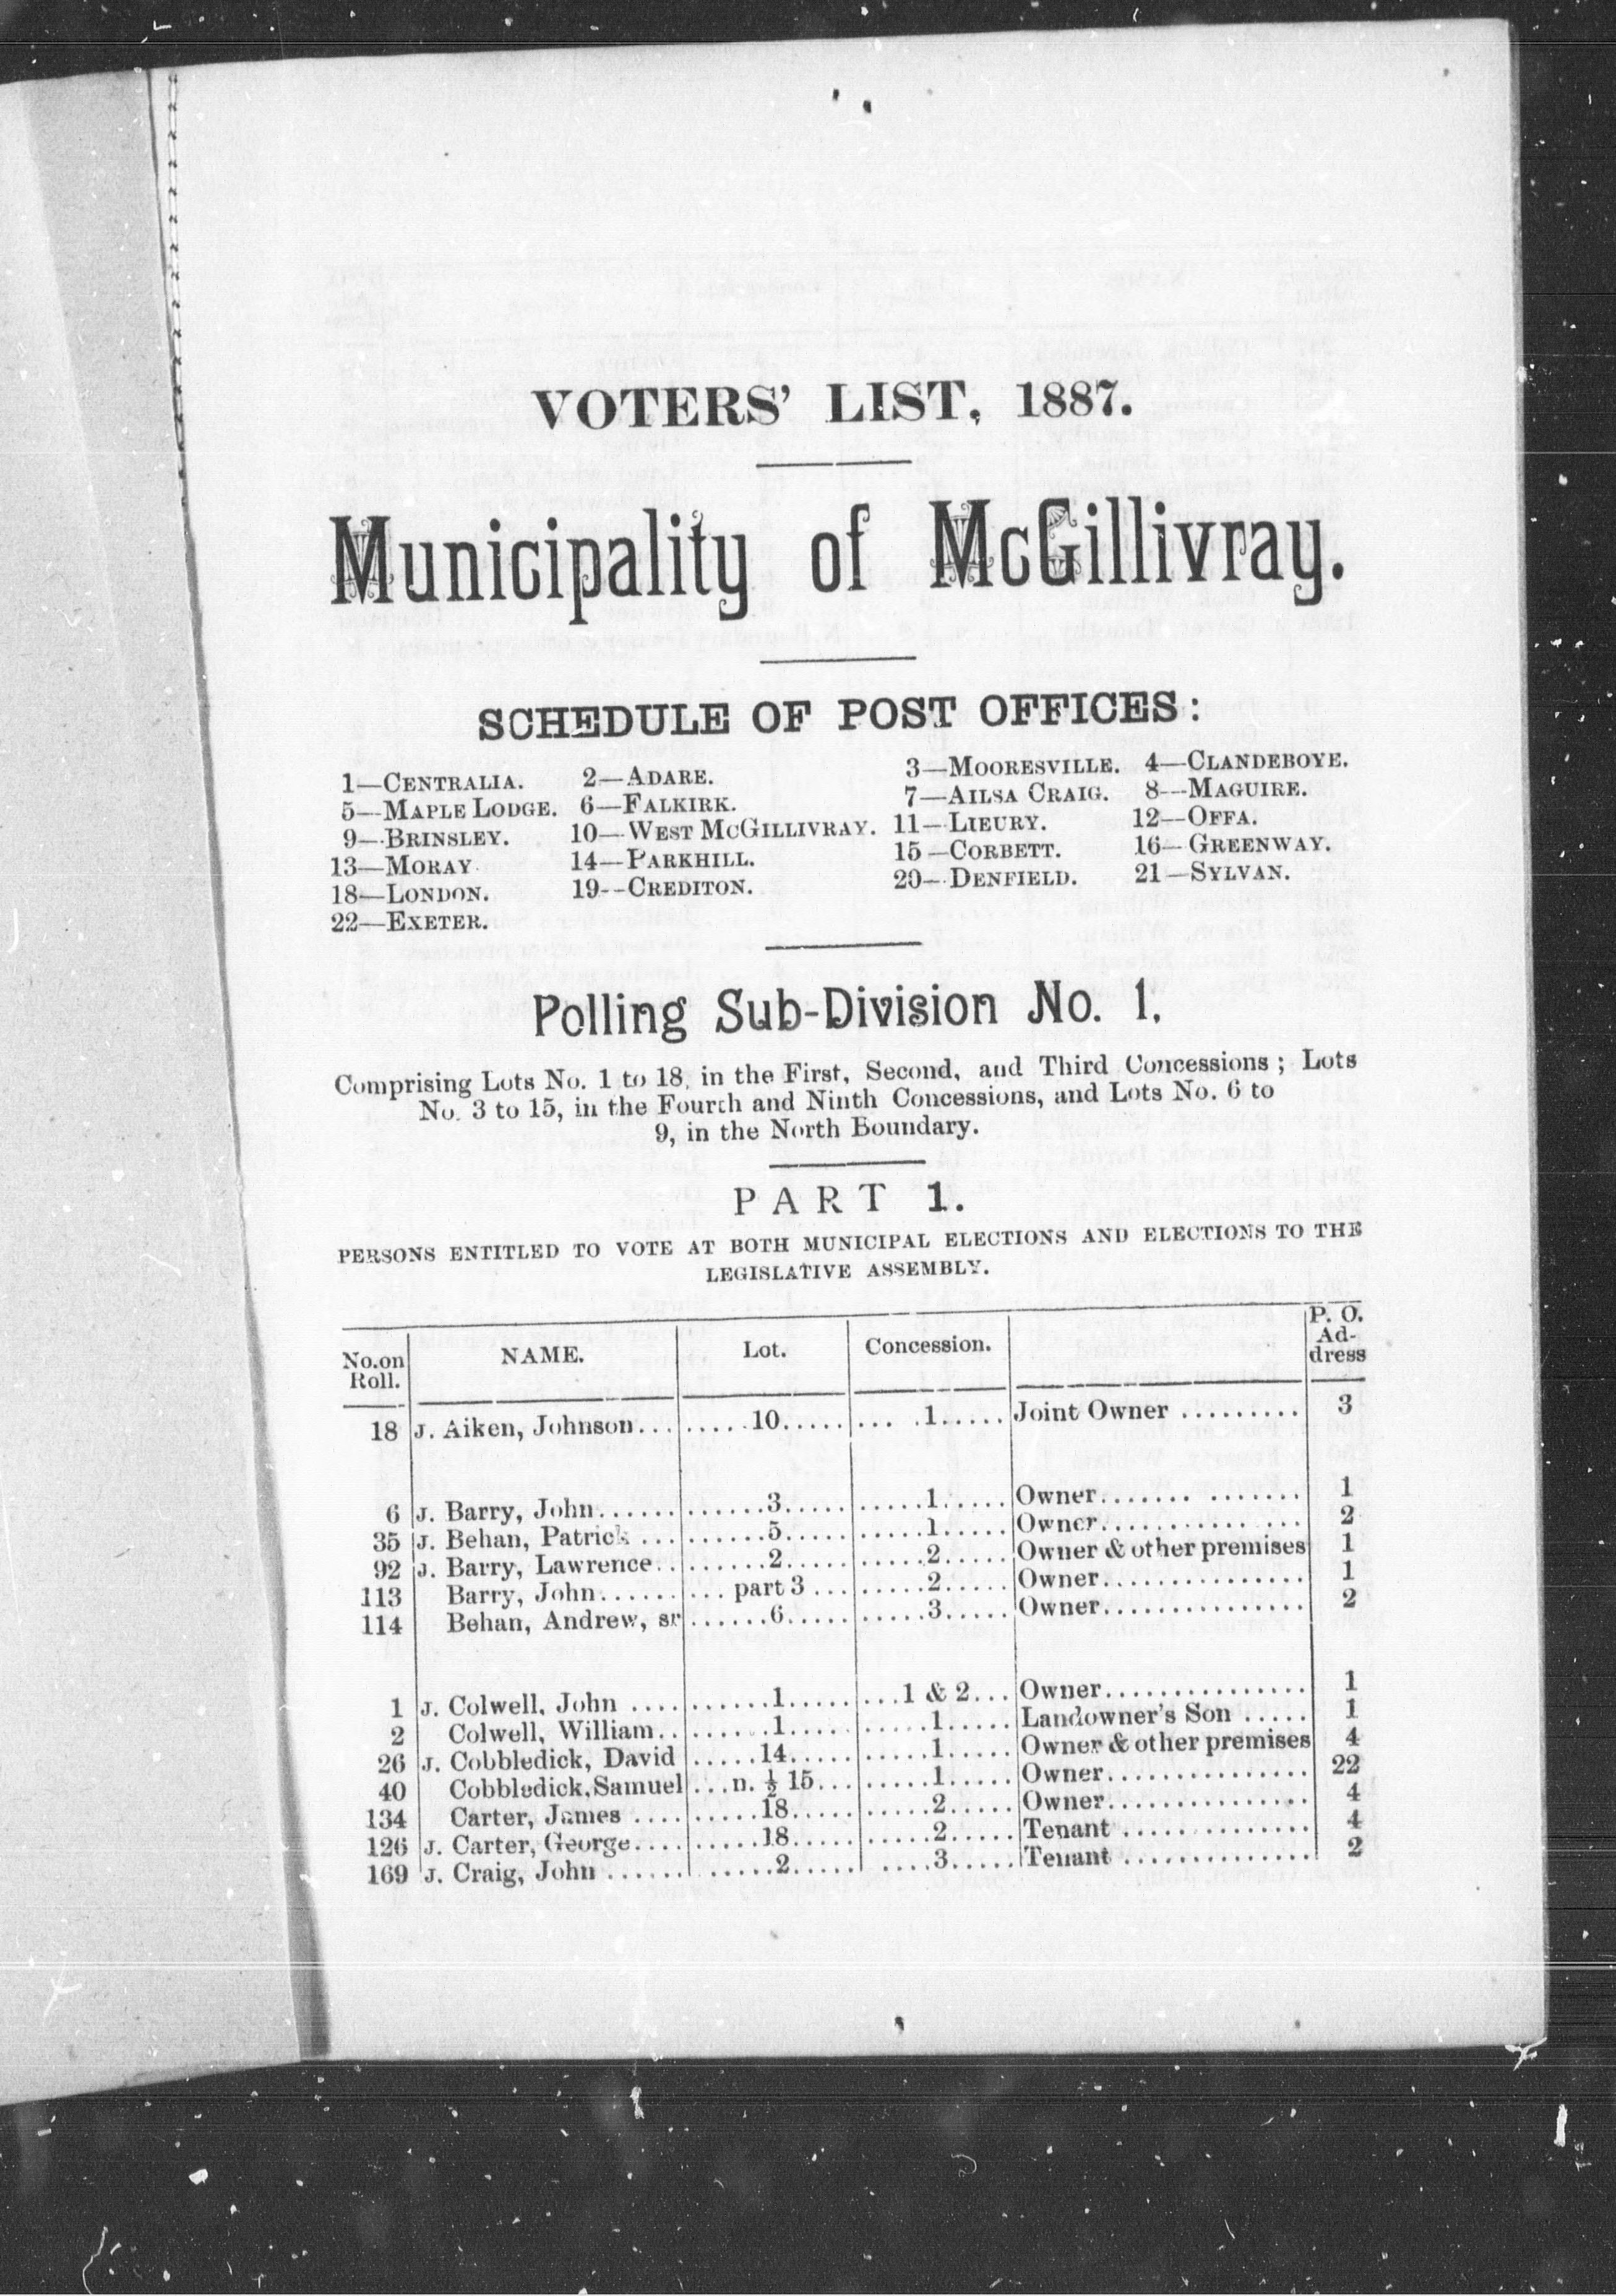 VOTERS' LIST, 1887.
Municipality of McGillivray.
SCHEDULE OF POST OFFICES:
1—CENTRALIA. 2—ADARE. 3—MOORESVILLE. 4—CLANDEBOYE.
5—MAPLE LODGE. 6—FALKIRK. 7—AILSA CRAIG. 8—MAGUIRE.
9—BRINSLEY. 10—WEST MCGILLIVRAY. 11—LIEURY. 12—OFFA.
13—MORAY 14—PARKHILL. 15—CORBETT. 16—GREENWAY.
18—LONDON. 19—CREDITON. 20—DENFIELD. 21—SYLVAN.
22—EXETER.
Polling Sub-Division No. 1.
Comprising Lots No. 1 to 18, in the First, Second, and Third Concessions; Lots
No. 3 to 15, in the Fourth and Ninth Concessions, and Lots No. 6 to
9, in the North Boundary.
PART 1.
PERSONS ENTITLED TO VOTE AT BOTH MUNICIPAL ELECTIONS AND ELECTIONS TO THE
LEGISLATIVE ASSEMBLY.
No. on Roll. NAME. Lot. Concession. P. O. Address
18 J. Aiken, Johnson... ......10..... ... .1..... Joint Owner ......... 3
6 J. Barry, John...... .......3..... .....1..... Owner....... ....... 1
35 J. Behan, Patrick ... .......5..... .....1..... Owner............ ... 2
92 J. Barry, Lawrence.. .......2..... .....2..... Owner & other premises 1
113 Barry, John....... ... part 3 ... .....2..... Owner............... 1
114 Behan, Andrew, sr .......6..... .....3..... Owner............... 2
1 J. Colwell, John .... .......1..... ...1 & 2... Owner............... 1
2 Colwell, William.. .......1..... .....1..... Landowner's Son ..... 1
26 J. Cobbledick, David .....14..... .....1..... Owner & other premises 4
40 Cobbledick, Samuel ...n. ½ 15... .....1..... Owner............... 22
134 Carter, James .... ......18..... .....2..... Owner............... 4
126 J. Carter, George.... ......18..... .....2..... Tenant .............. 4
169 J. Craig, John ...... ......2..... ....3..... Tenant .............. 2